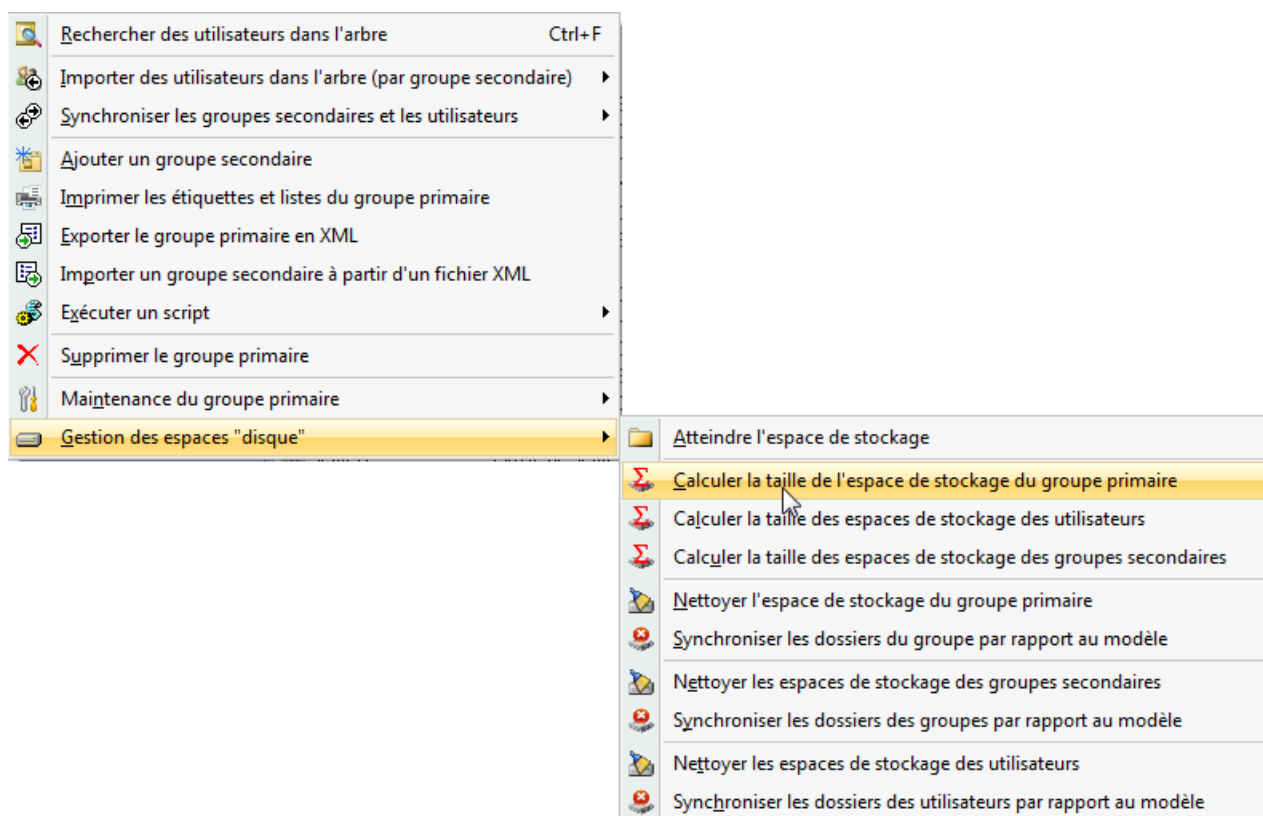 Rechercher des utilisateurs dans l'arbre Ctrl+F
Importer des utilisateurs dans l'arbre (par groupe secondaire)
Synchroniser les groupes secondaires et les utilisateurs
Ajouter un groupe secondaire
Imprimer les étiquettes et listes du groupe primaire
Exporter le groupe primaire en XML
Importer un groupe secondaire à partir d'un fichier XML
Exécuter un script
Supprimer le groupe primaire
Maintenance du groupe primaire
Gestion des espaces "disque"
Atteindre l'espace de stockage
Calculer la taille de l'espace de stockage du groupe primaire
Calculer la taille des espaces de stockage des utilisateurs
Calculer la taille des espaces de stockage des groupes secondaires
Nettoyer l'espace de stockage du groupe primaire
Synchroniser les dossiers du groupe par rapport au modèle
Nettoyer les espaces de stockage des groupes secondaires
Synchroniser les dossiers des groupes par rapport au modèle
Nettoyer les espaces de stockage des utilisateurs
Synchroniser les dossiers des utilisateurs par rapport au modèle